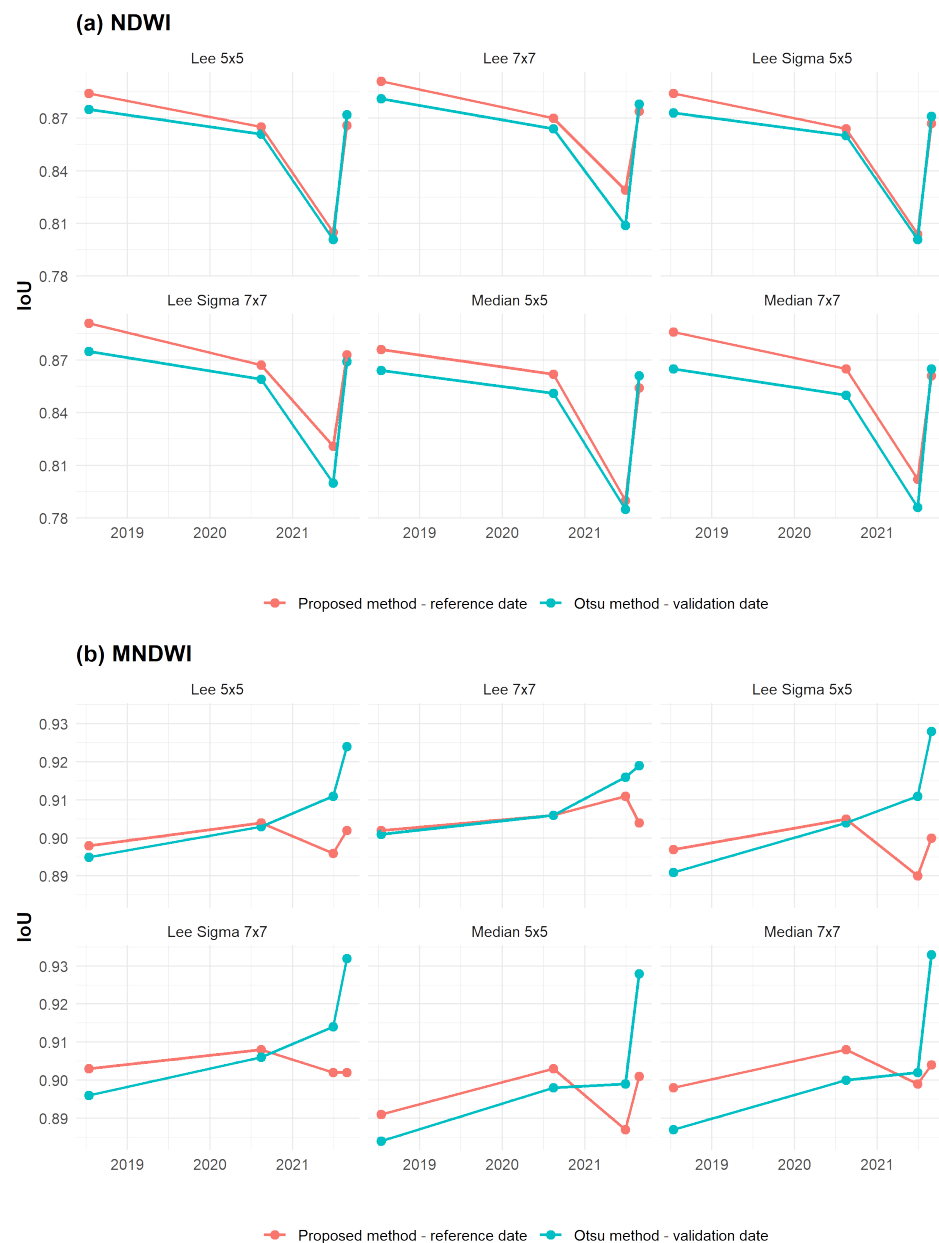 (a) NDWI
Lee 5x5 Lee 7x7 Lee Sigma 5x5
0.87
0.84
0.81
0.78
IoU
Lee Sigma 7x7 Median 5x5 Median 7x7
0.87
0.84
0.81
0.78
2019 2020 2021 2019 2020 2021 2019 2020 2021
Proposed method - reference date Otsu method - validation date
(b) MNDWI
Lee 5x5 Lee 7x7 Lee Sigma 5x5
0.93
0.92
0.91
0.90
0.89
IoU
Lee Sigma 7x7 Median 5x5 Median 7x7
0.93
0.92
0.91
0.90
0.89
2019 2020 2021 2019 2020 2021 2019 2020 2021
Proposed method - reference date Otsu method - validation date